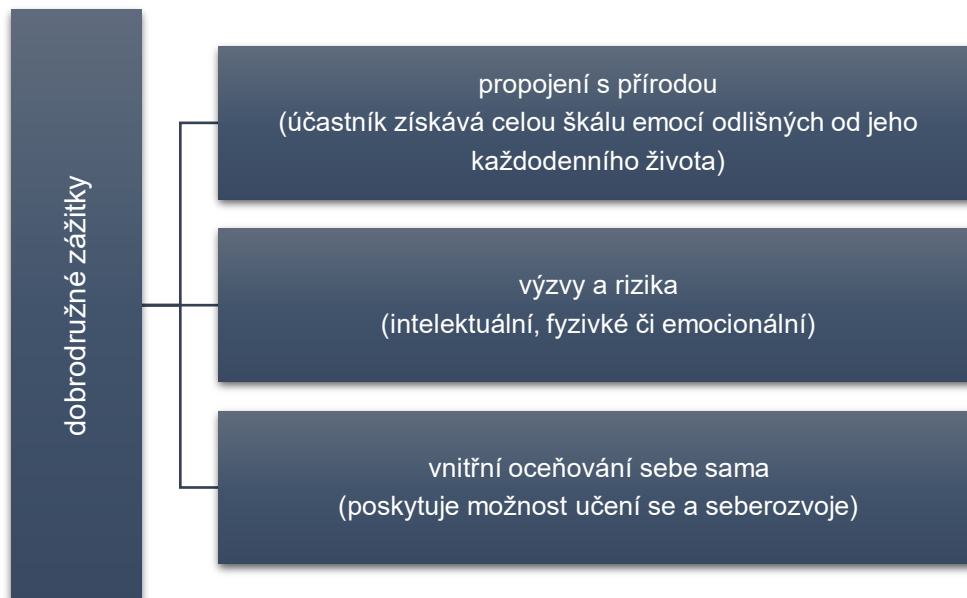 dobrodružné zážitky
propojení s přírodou
(účastník získává celou škálu emocí odlišných od jeho
každodenního života)
výzvy a rizika
(intelektuální, fyzivké či emocionální)
vnitřní oceňování sebe sama
(poskytuje možnost učení se a seberozvoje)